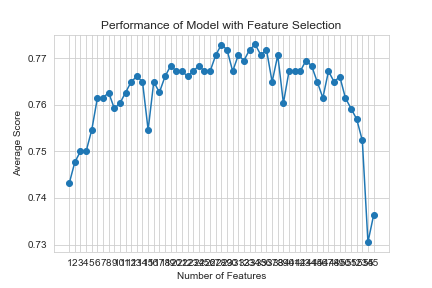 Performance of Model with Feature Selection
0.77
0.76
0.75
0.74
0.73
Average Score
Number of Features